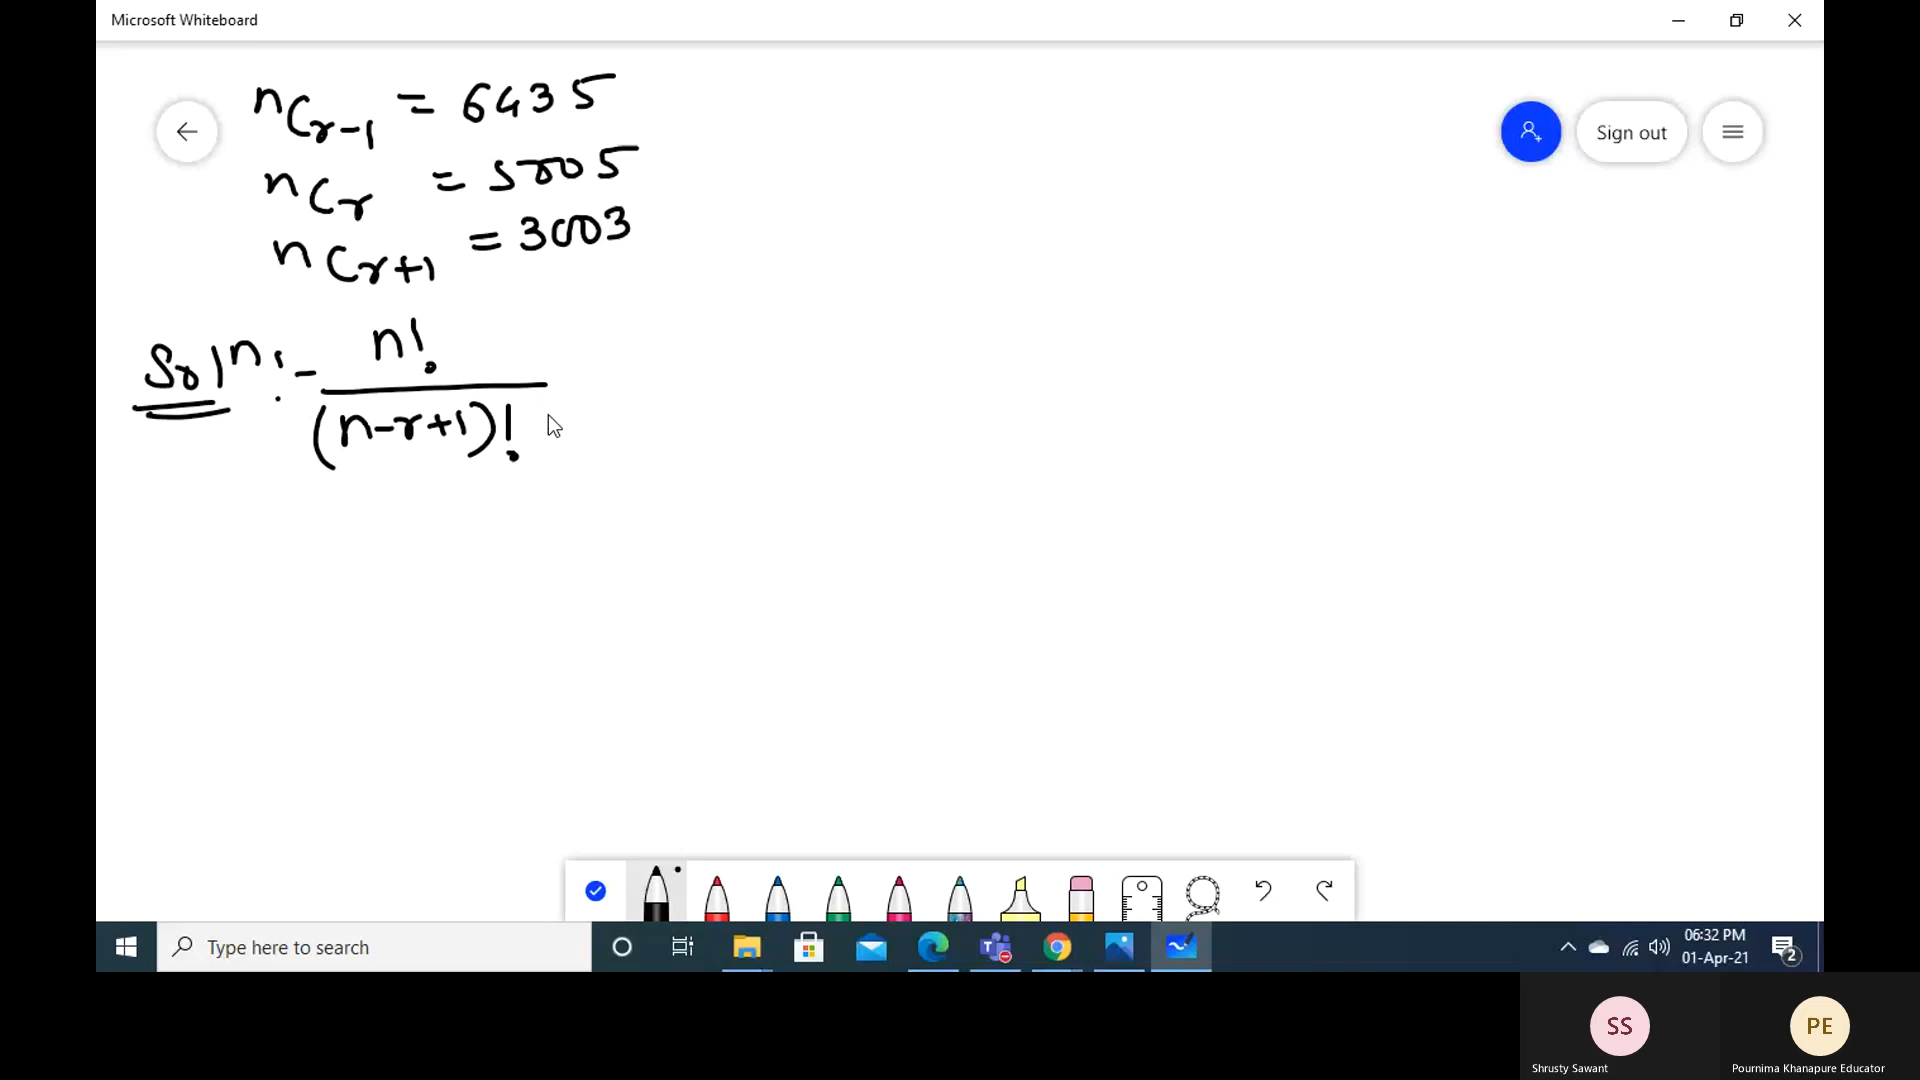 Microsoft Whiteboard
nCr-1 = 6435
nCr = 5005
nCr+1 = 3003
Sign out
Solⁿ:- n!
(n-r+1)!
Type here to search
06:32 PM
01-Apr-21
2
SS
PE
Shrusty Sawant
Pournima Khanapure Educator